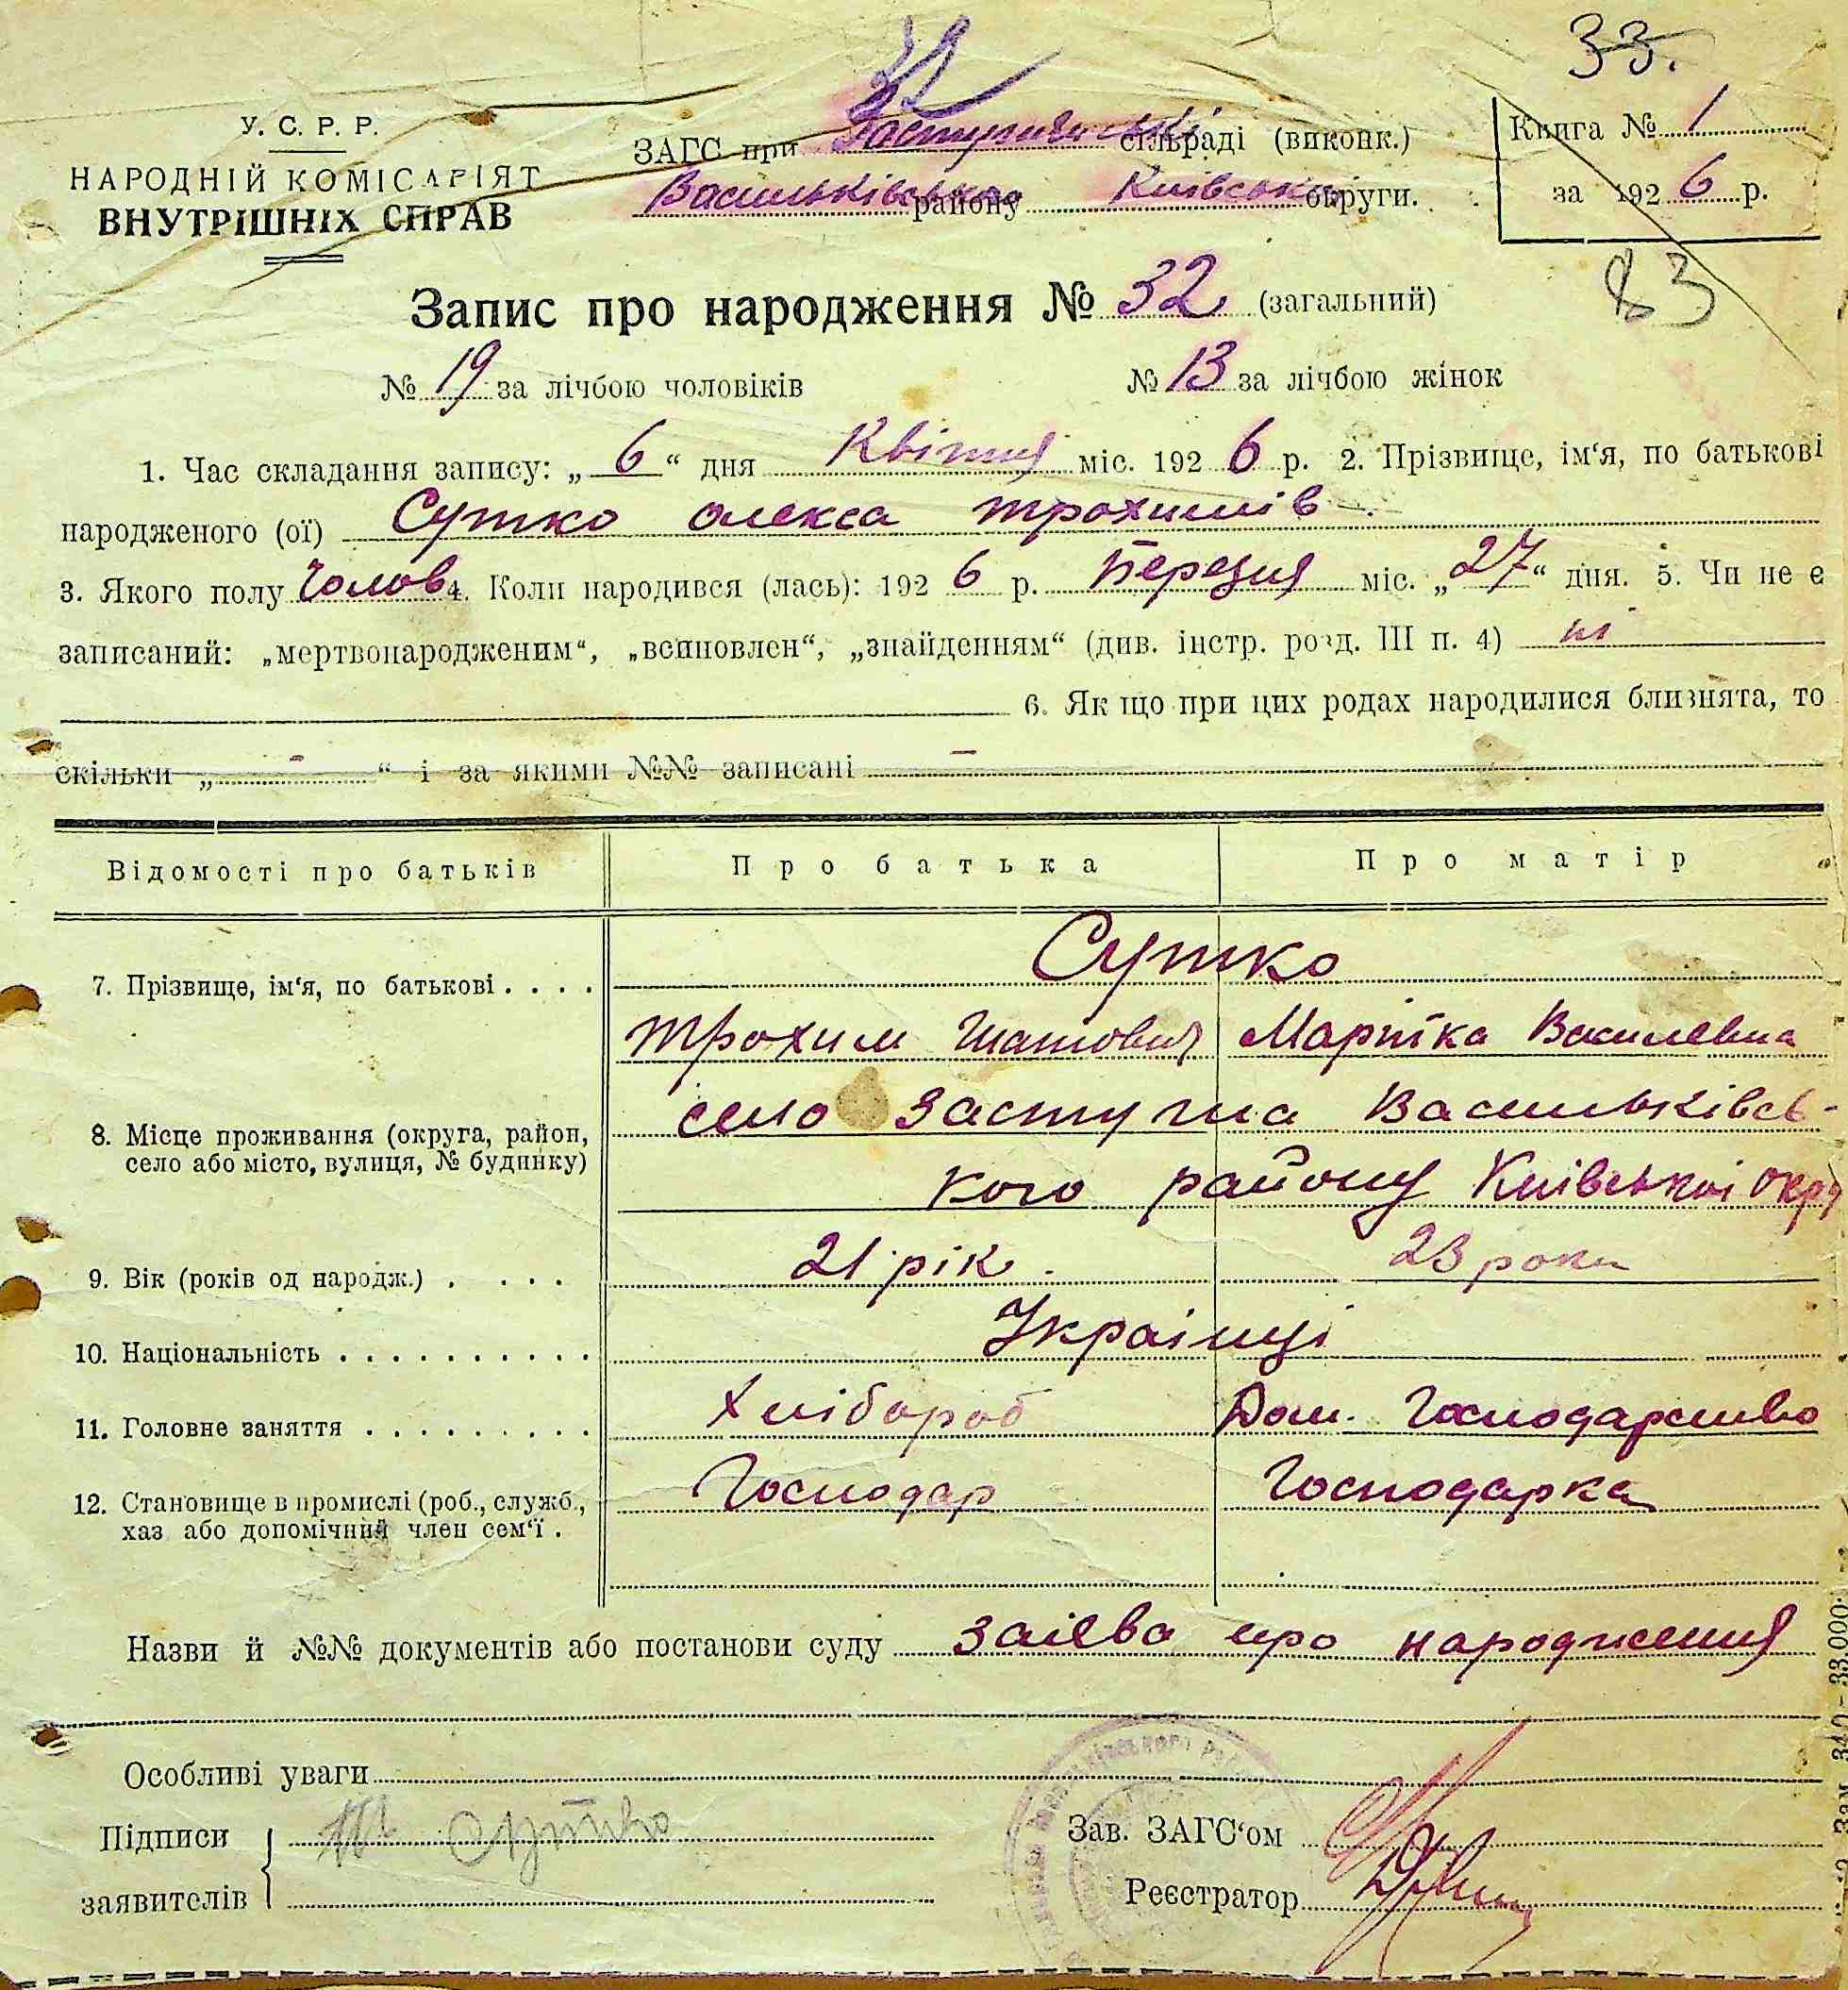 33.
32
У. С. Р. Р.
НАРОДНІЙ КОМІСАРІЯТ
ВНУТРІШНІХ СПРАВ
ЗАГС при сільраді (виконк.)
Васильківського району Київської округи.
Книга № 1
за 1926 р.
83
Запис про народження № 32 (загальний)
№ 19 за лічбою чоловіків № 13 за лічбою жінок
1. Час складання запису: „ 6 “ дня Квітня міс. 1926 р. 2. Прізвище, ім‘я, по батькові
народженого (ої) Сутко Олекса Трохимів
3. Якого полу Чолов 4. Коли народився (лась): 1926 р. Березня міс. „27“ дня. 5. Чи не є
записаний: „мертвонародженим“, „всиновлен“, „знайденням“ (див. інстр. розд. III п. 4) ні
6. Якщо при цих родах народилися близнята, то
скільки „ - “ і за якими №№ записані -
Відомості про батьків Про батька Про матір
Сутко
7. Прізвище, ім‘я, по батькові . . . .
Трохим Марійка Василевна
село Застугна Васильківсь-
8. Місце проживання (округа, район,
село або місто, вулиця, № будинку)
кого району Київської окру
9. Вік (років од народж.) . . . . . 21 рік. 23 роки
10. Національність . . . . . . . . . . Українці
11. Головне заняття . . . . . . . . . Хлібороб Дом. Господарство
12. Становище в промислі (роб., служб., Господар Господарка
хаз або допомічний член сем‘ї .
Назви й №№ документів або постанови суду заєва про народження
Особливі уваги
Підписи Сутко
заявителів
Зав. ЗАГС‘ом
Реєстратор